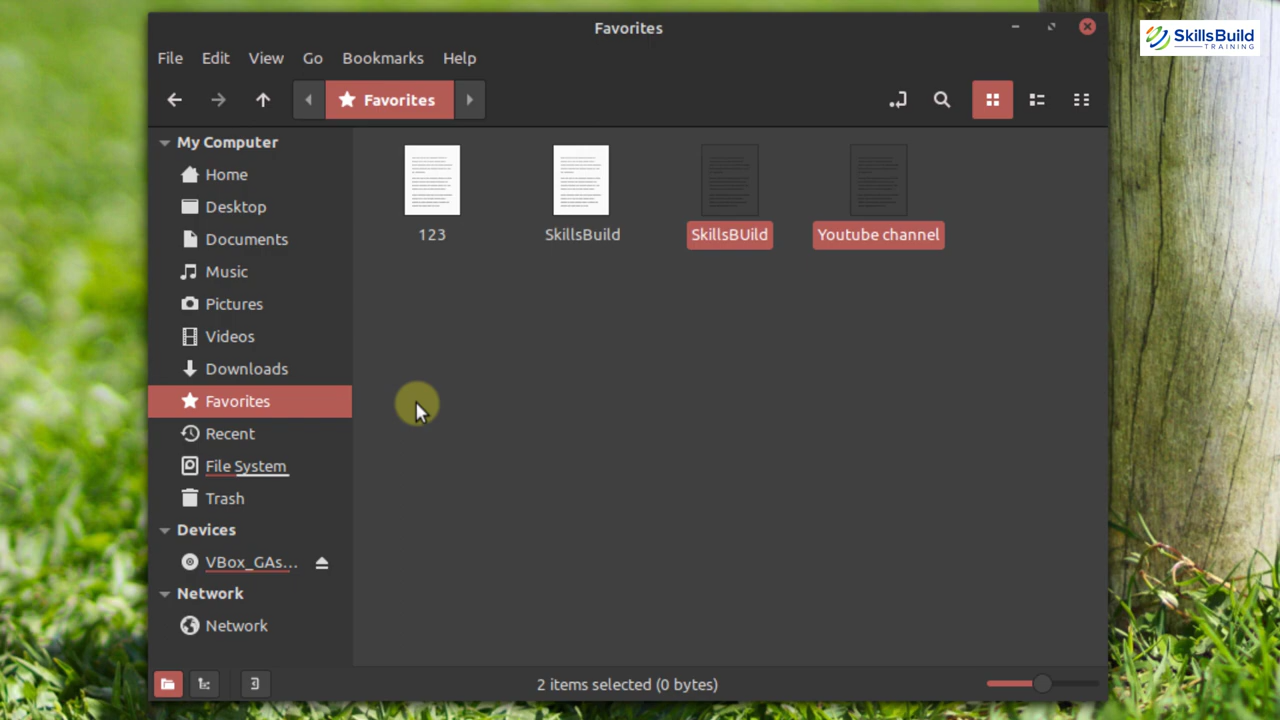 Favorites
SkillsBuild
TRAINING
File Edit View Go Bookmarks Help
Favorites
My Computer
Home
Desktop
Documents
Music
Pictures
Videos
Downloads
Favorites
Recent
File System
Trash
Devices
VBox_GAs...
Network
Network
123 SkillsBuild SkillsBUild Youtube channel
2 items selected (0 bytes)